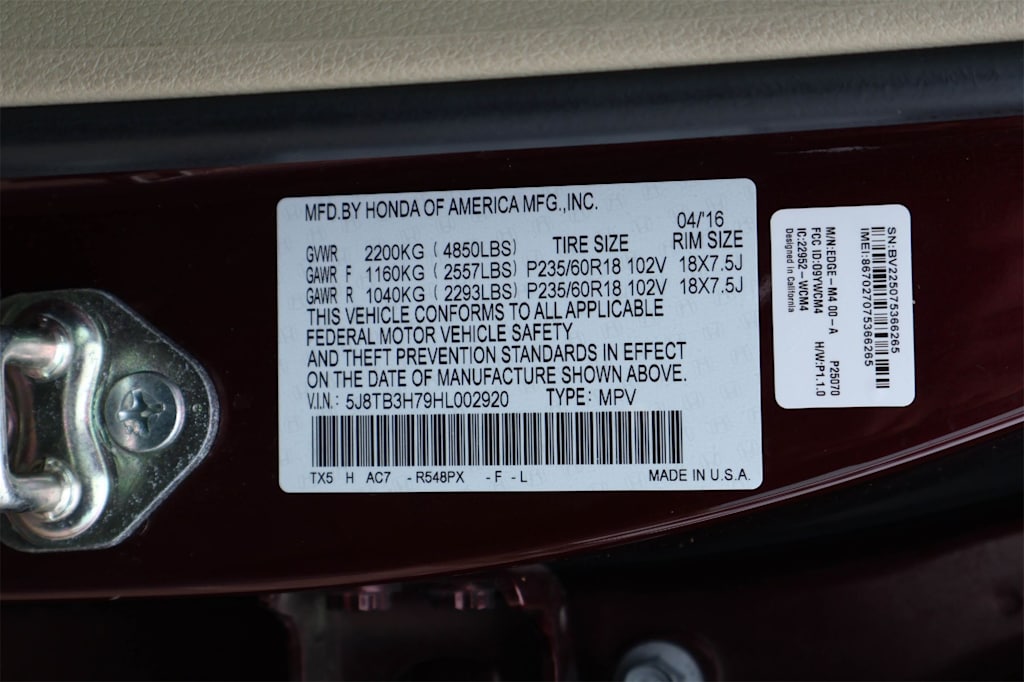 MFD.BY HONDA OF AMERICA MFG.,INC.
04/'16
GVWR 2200KG ( 4850LBS) TIRE SIZE RIM SIZE
GAWR F 1160KG ( 2557LBS) P235/60R18 102V 18X7.5J
GAWR R 1040KG ( 2293LBS) P235/60R18 102V 18X7.5J
THIS VEHICLE CONFORMS TO ALL APPLICABLE
FEDERAL MOTOR VEHICLE SAFETY
AND THEFT PREVENTION STANDARDS IN EFFECT
ON THE DATE OF MANUFACTURE SHOWN ABOVE.
V.I.N.: 5J8TB3H79HL002920 TYPE: MPV
TX5 H AC7 -R548PX -F -L MADE IN U.S.A.
SN:BV225075366265
IMEI:867027075366265
M/N:EDGE-M4 00-A P25070
FCC ID:09YWCM4 H/W:P1.1.0
IC:22952-WCM4
Designed in California